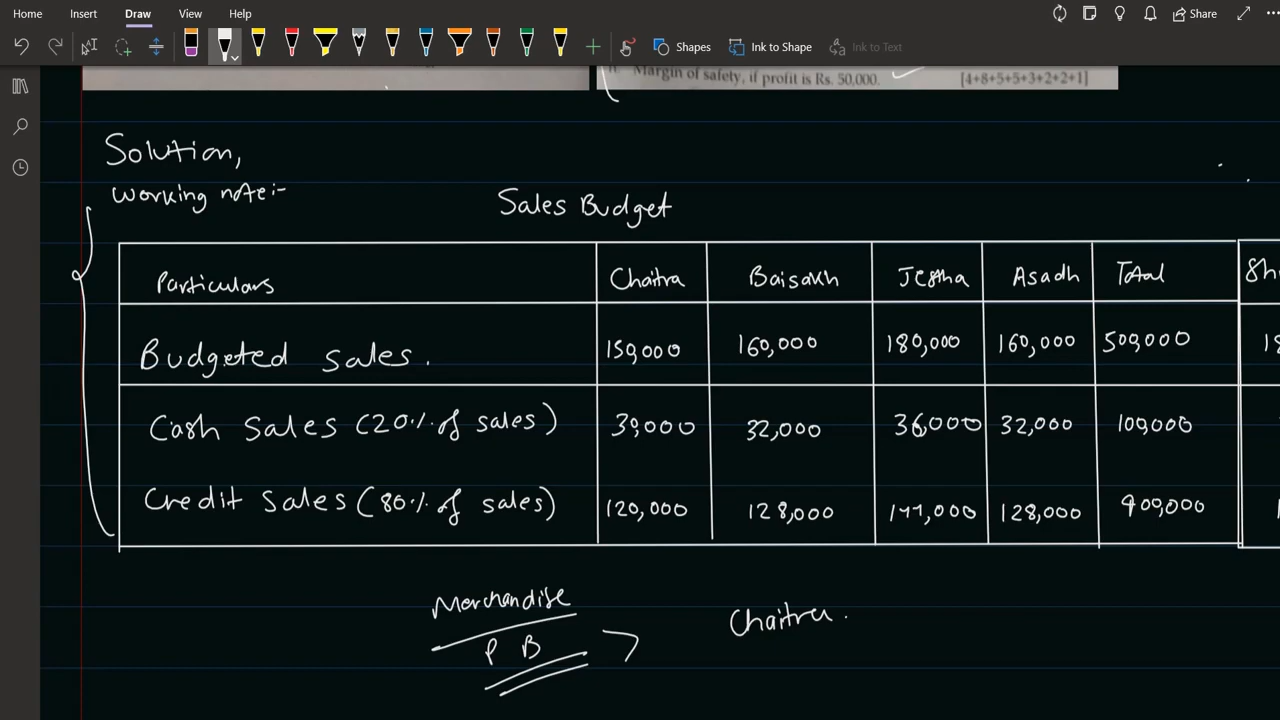 Home Insert Draw View Help Share
Shapes Ink to Shape Ink to Text
Margin of safety, if profit is Rs. 50,000. [4+8+5+5+3+2+2+1]
Solution,
Working note:-
Sales Budget
Particulars Chaitra Baisakh Jestha Asadh Total Sh
Budgeted sales. 150,000 160,000 180,000 160,000 500,000 18
Cash Sales (20% of sales) 30,000 32,000 36,000 32,000 100,000
Credit Sales (80% of sales) 120,000 128,000 144,000 128,000 400,000 1
Merchandise
P B
Chaitra.